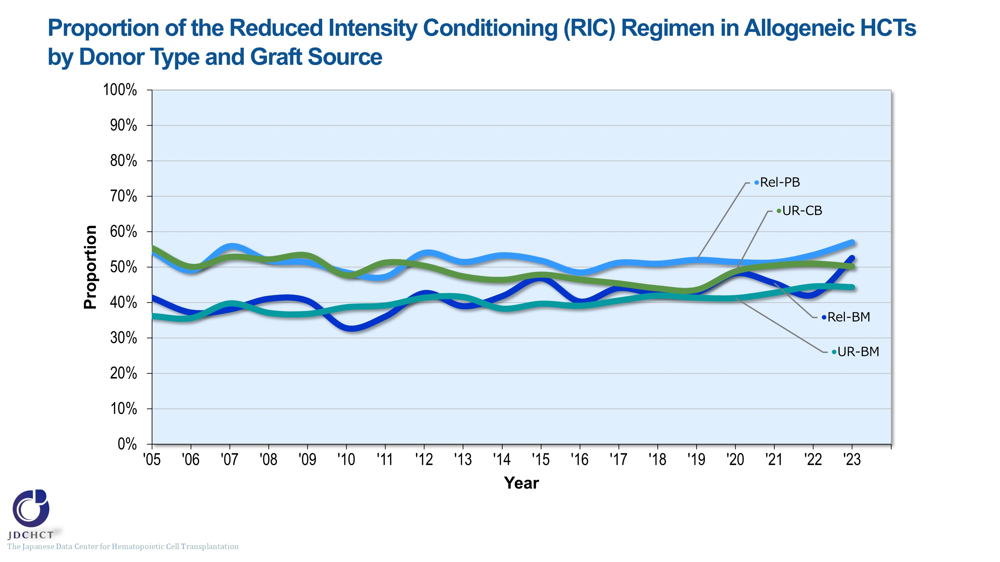 Proportion of the Reduced Intensity Conditioning (RIC) Regimen in Allogeneic HCTs
by Donor Type and Graft Source
100%
90%
80%
70%
60%
50%
40%
30%
20%
10%
0%
Proportion
Rel-PB
UR-CB
Rel-BM
UR-BM
'05 '06 '07 '08 '09 '10 '11 '12 '13 '14 '15 '16 '17 '18 '19 '20 '21 '22 '23
Year
JDCHCT
The Japanese Data Center for Hematopoietic Cell Transplantation